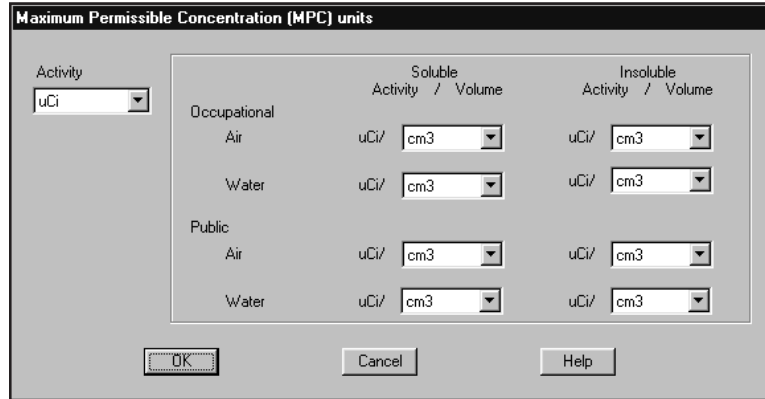 Maximum Permissible Concentration (MPC) units
Activity
uCi
Soluble
Activity / Volume
Insoluble
Activity / Volume
Occupational
Air uCi/ cm3 uCi/ cm3
Water uCi/ cm3 uCi/ cm3
Public
Air uCi/ cm3 uCi/ cm3
Water uCi/ cm3 uCi/ cm3
OK Cancel Help